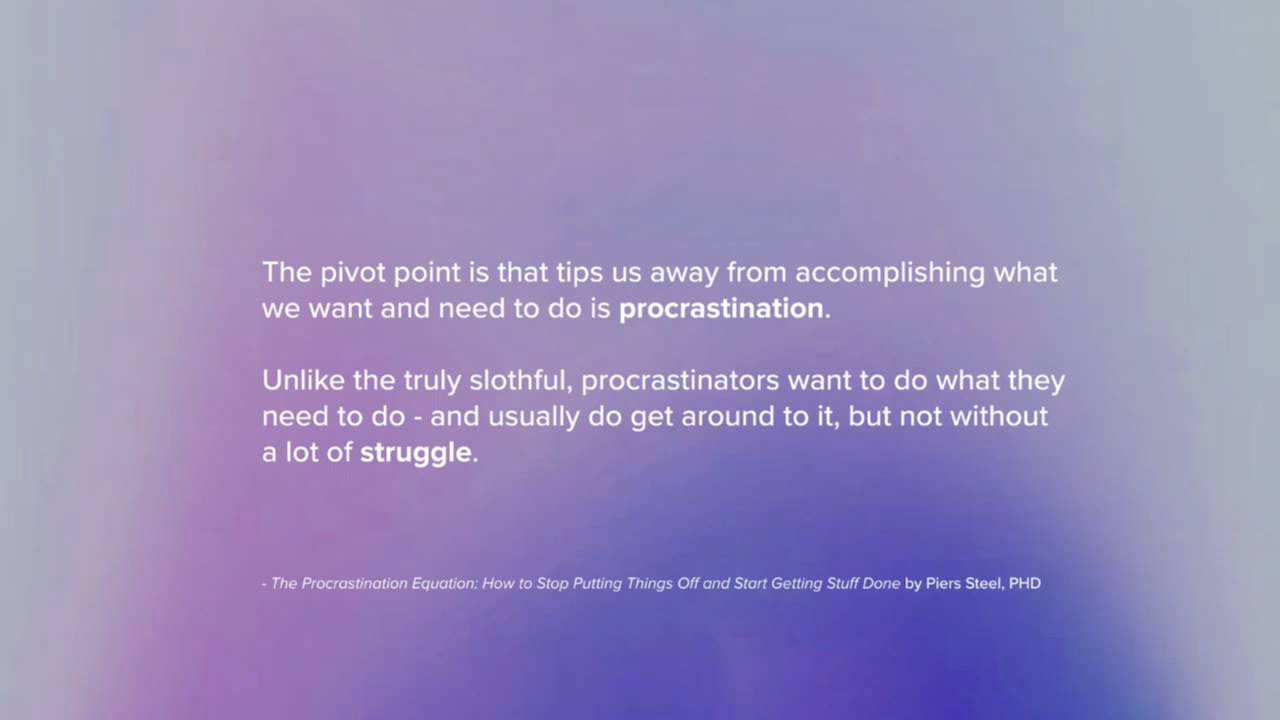 The pivot point is that tips us away from accomplishing what
we want and need to do is procrastination.
Unlike the truly slothful, procrastinators want to do what they
need to do - and usually do get around to it, but not without
a lot of struggle.
- The Procrastination Equation: How to Stop Putting Things Off and Start Getting Stuff Done by Piers Steel, PHD